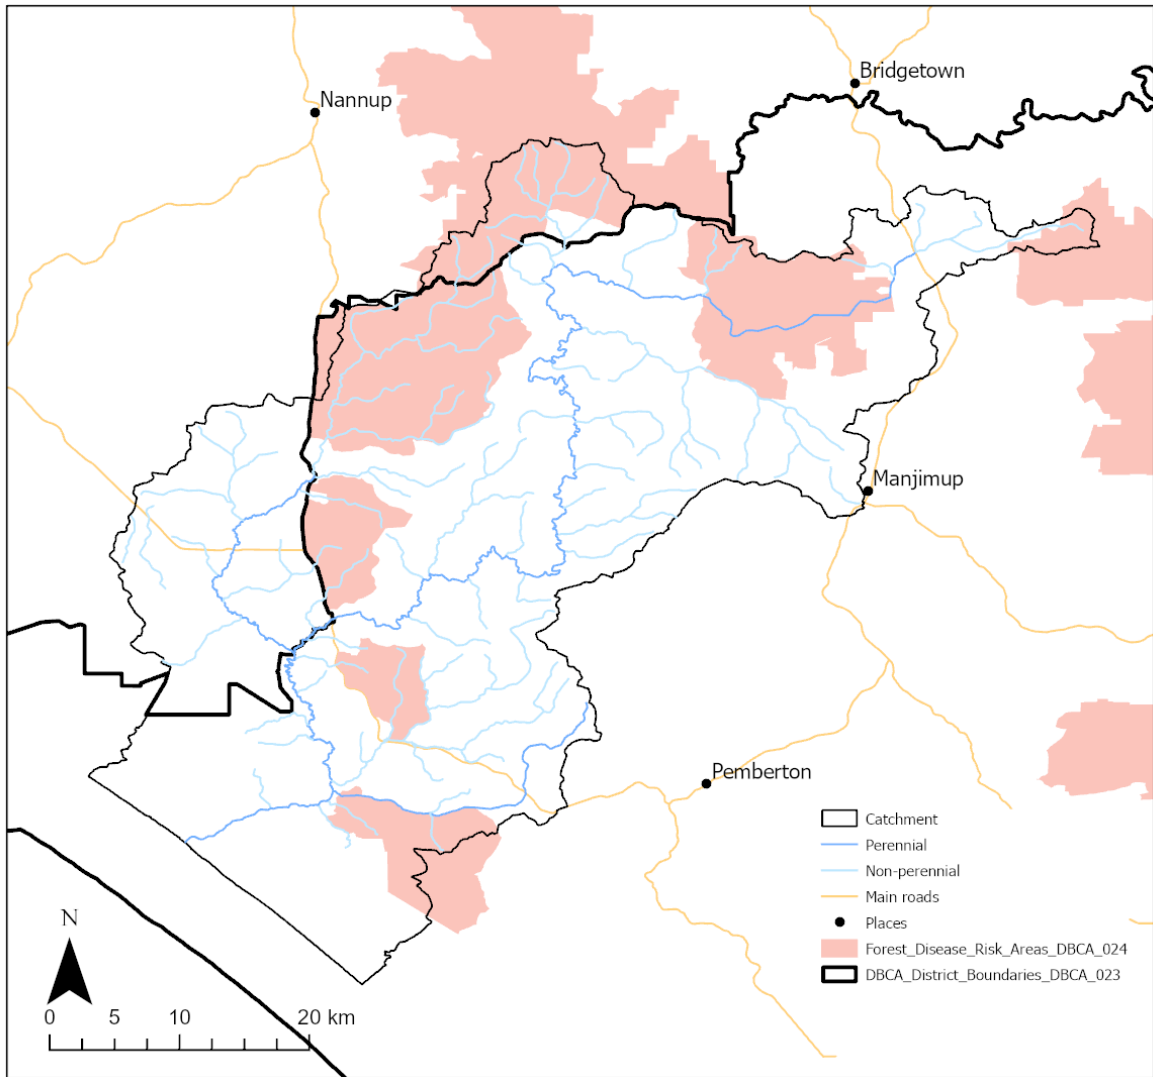 Bridgetown
Nannup
Manjimup
Pemberton
Catchment
Perennial
Non-perennial
Main roads
Places
Forest_Disease_Risk_Areas_DBCA_024
DBCA_District_Boundaries_DBCA_023
N
0 5 10 20 km